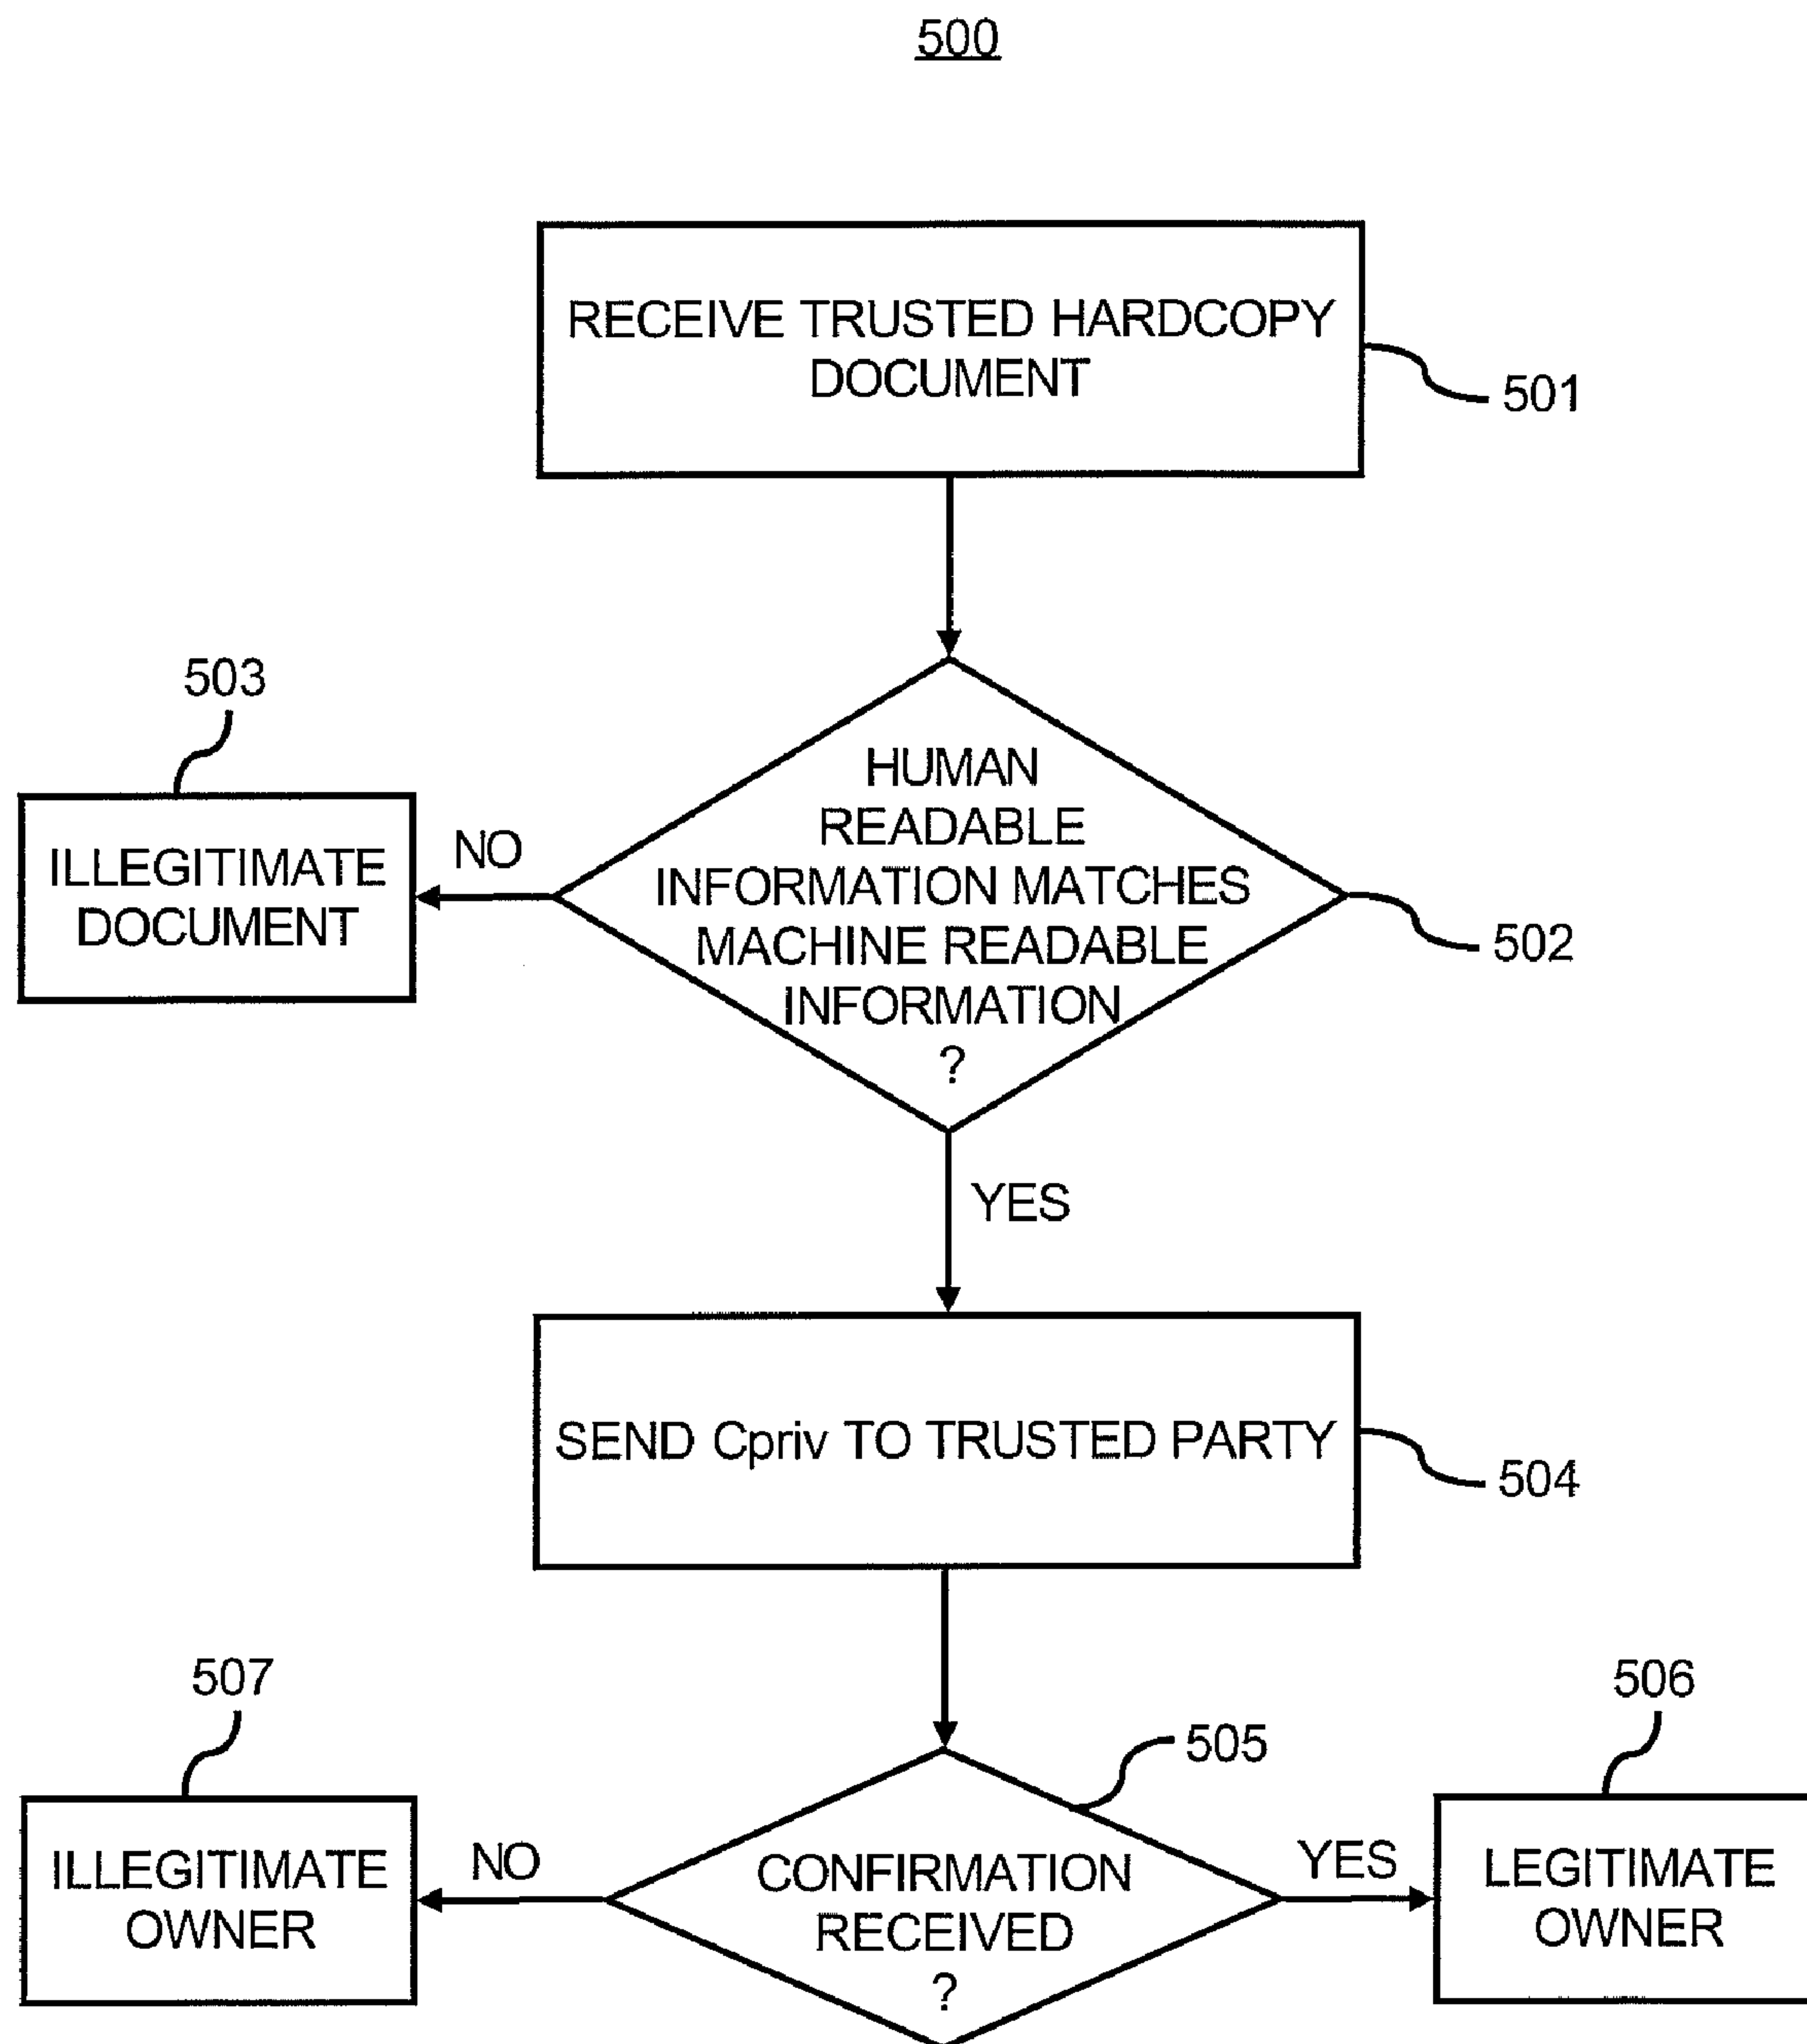 500
RECEIVE TRUSTED HARDCOPY
DOCUMENT
501
503
HUMAN
READABLE
INFORMATION MATCHES
MACHINE READABLE
INFORMATION
?
502
NO
ILLEGITIMATE
DOCUMENT
YES
SEND Cpriv TO TRUSTED PARTY
504
507
506
505
ILLEGITIMATE
OWNER
NO
CONFIRMATION
RECEIVED
?
YES
LEGITIMATE
OWNER